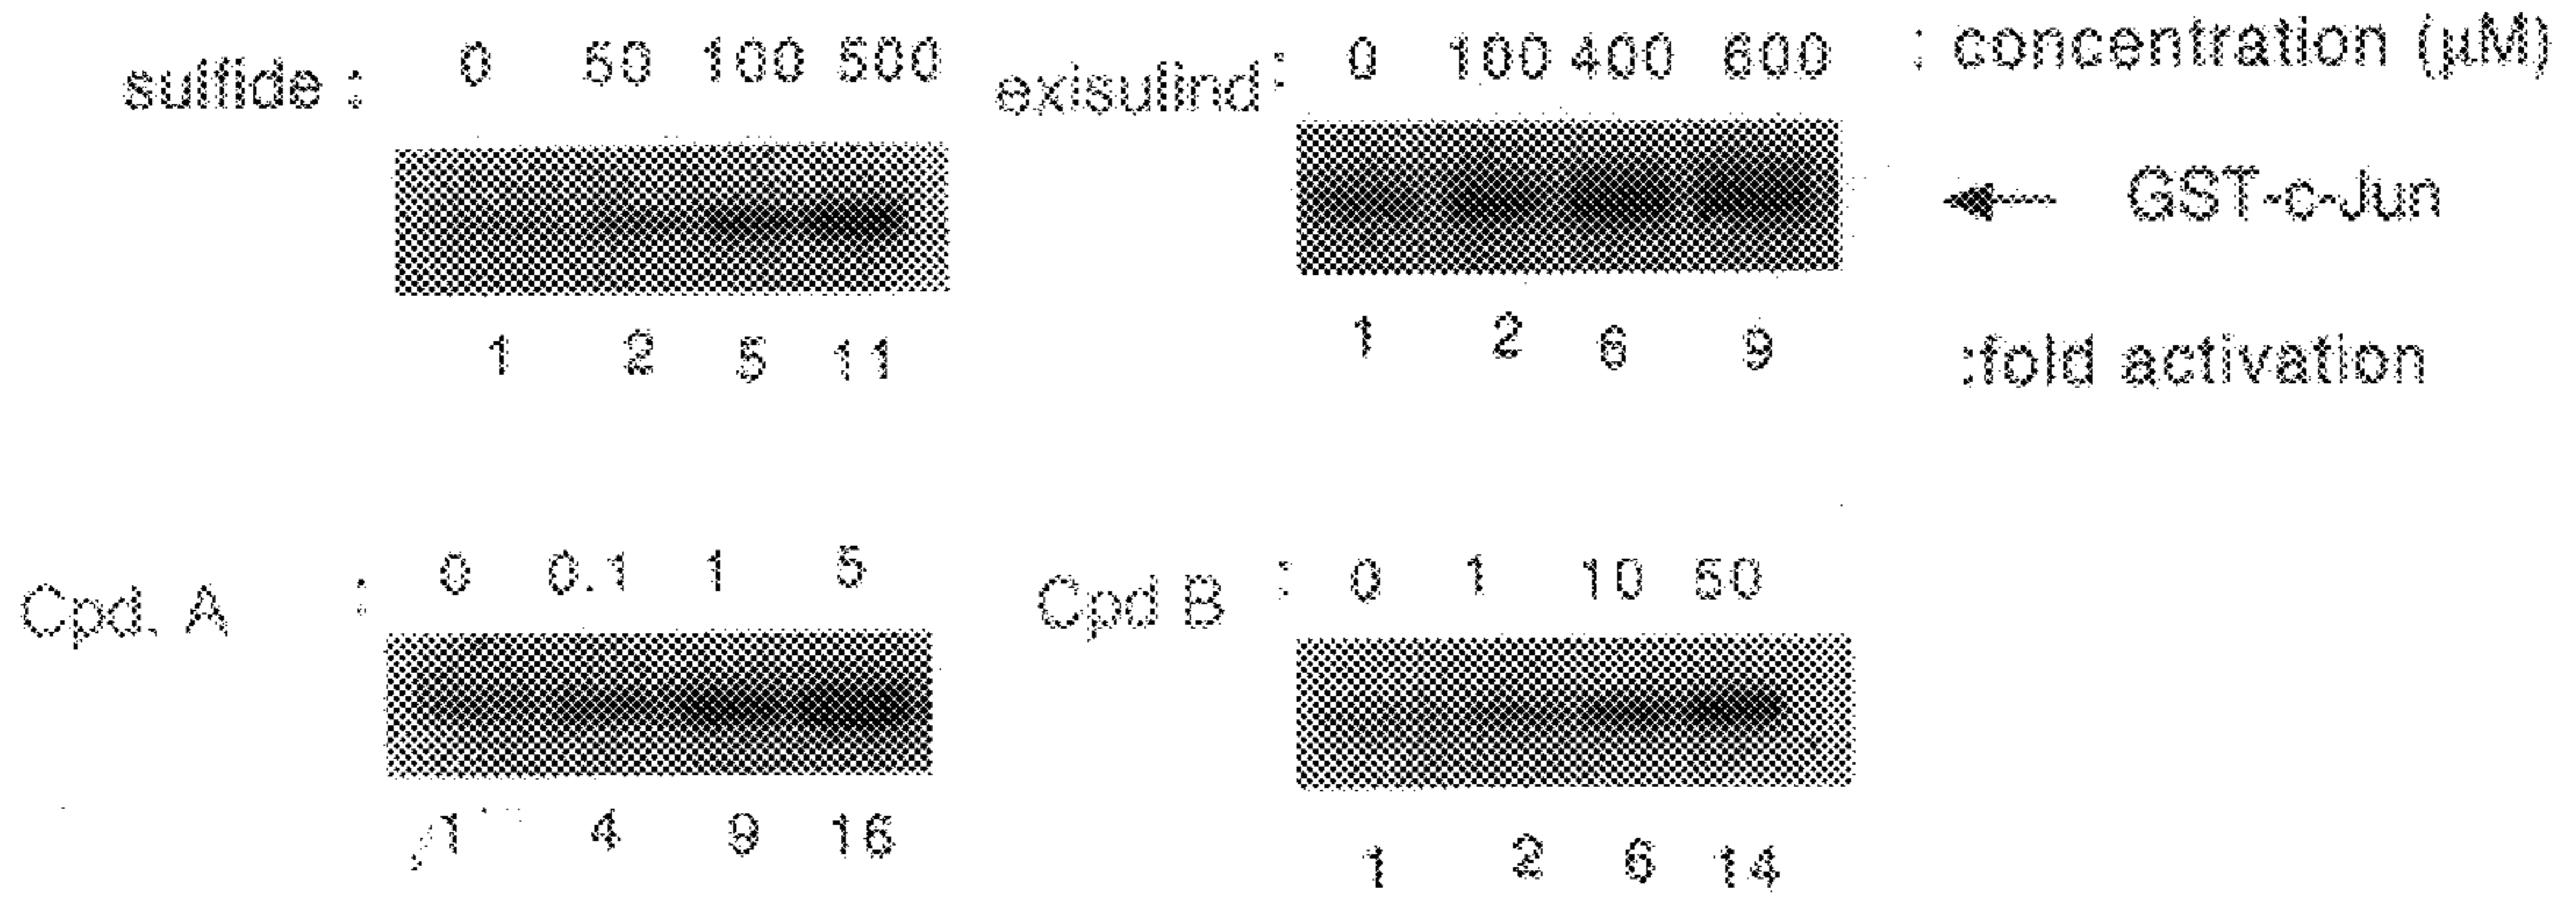 sulfide : 0 50 100 500
exisulind : 0 100 400 600 : concentration (µM)
GST-c-Jun
1 2 5 11
1 2 6 9 :fold activation
Cpd. A : 0 0.1 1 5
Cpd B : 0 1 10 50
1 4 9 16
1 2 6 14